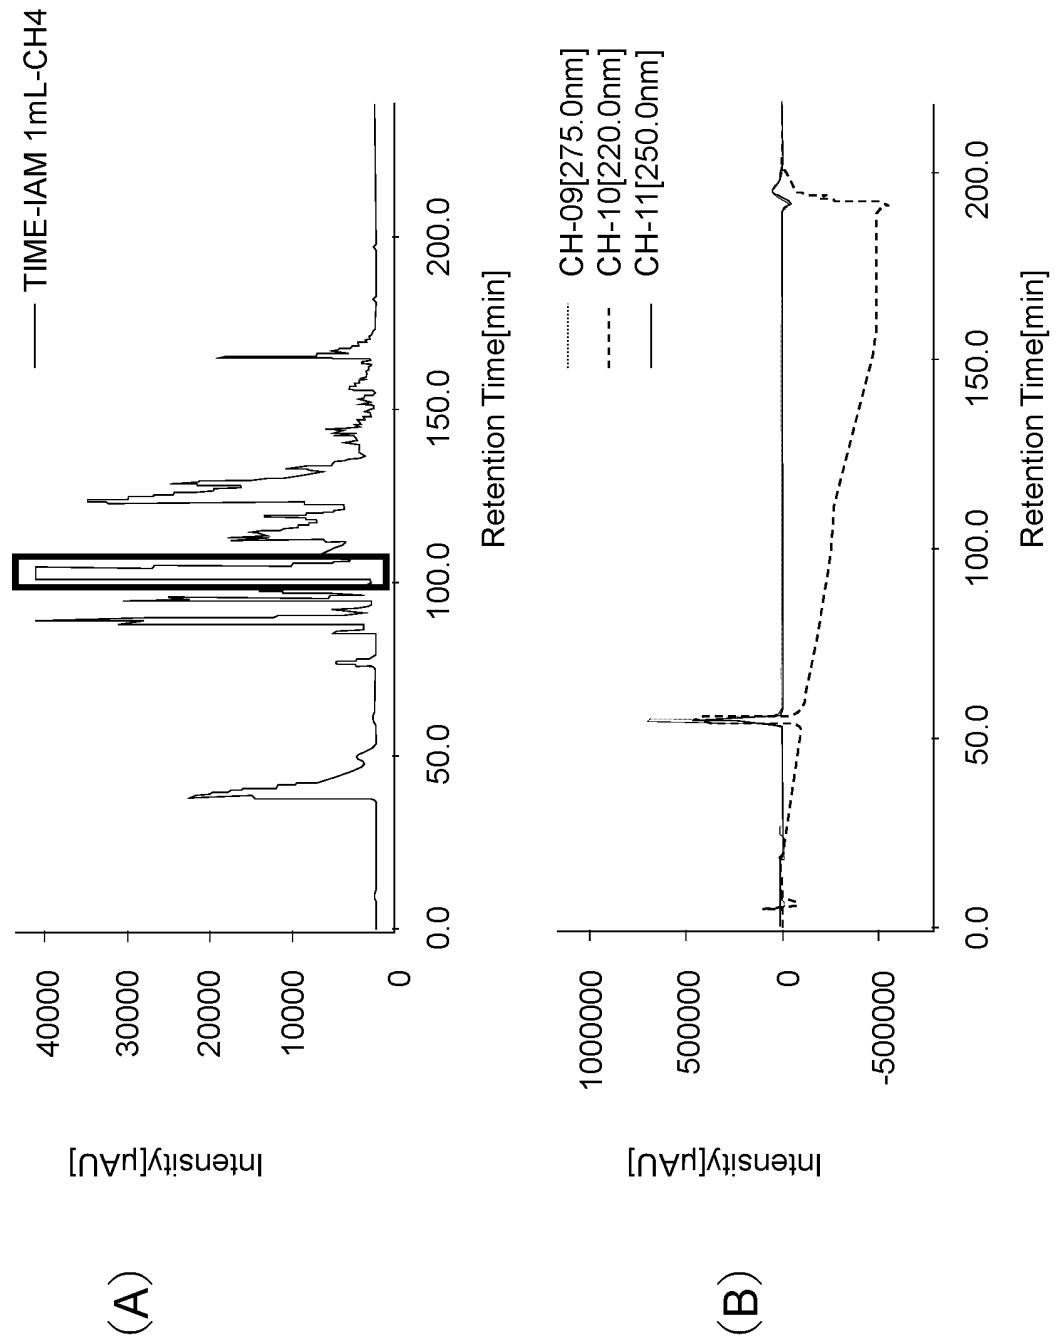 (A)
TIME-IAM 1mL-CH4
Intensity[µAU]
40000
30000
20000
10000
0
0.0 50.0 100.0 150.0 200.0
Retention Time[min]
(B)
CH-09[275.0nm]
CH-10[220.0nm]
CH-11[250.0nm]
Intensity[µAU]
1000000
500000
0
-500000
0.0 50.0 100.0 150.0 200.0
Retention Time[min]